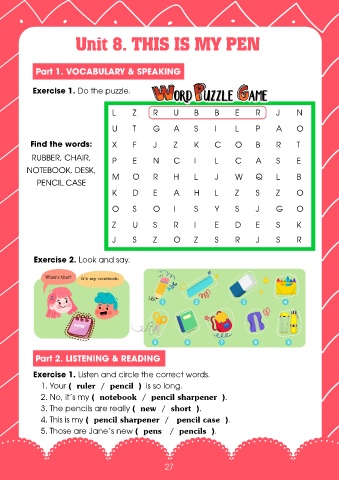 Unit 8. THIS IS MY PEN
Part 1. VOCABULARY & SPEAKING
Exercise 1. Do the puzzle.
WORD PUZZLE GAME
Find the words:
RUBBER, CHAIR,
NOTEBOOK, DESK,
PENCIL CASE
L Z R U B B E R J N
U T G A S I L P A O
X F J Z K C O B R T
P E N C I L C A S E
M O R H L J W Q L B
K D E A H L Z S Z O
O S O I S Y S J G O
Z U S R I E D E S K
J S Z O Z S R J S R
Exercise 2. Look and say.
What's this?
It's my notebook.
1 2 3 4
5 6 7 8 9
Part 2. LISTENING & READING
Exercise 1. Listen and circle the correct words.
1. Your ( ruler / pencil ) is so long.
2. No, it's my ( notebook / pencil sharpener ).
3. The pencils are really ( new / short ).
4. This is my ( pencil sharpener / pencil case ).
5. Those are Jane's new ( pens / pencils ).
27